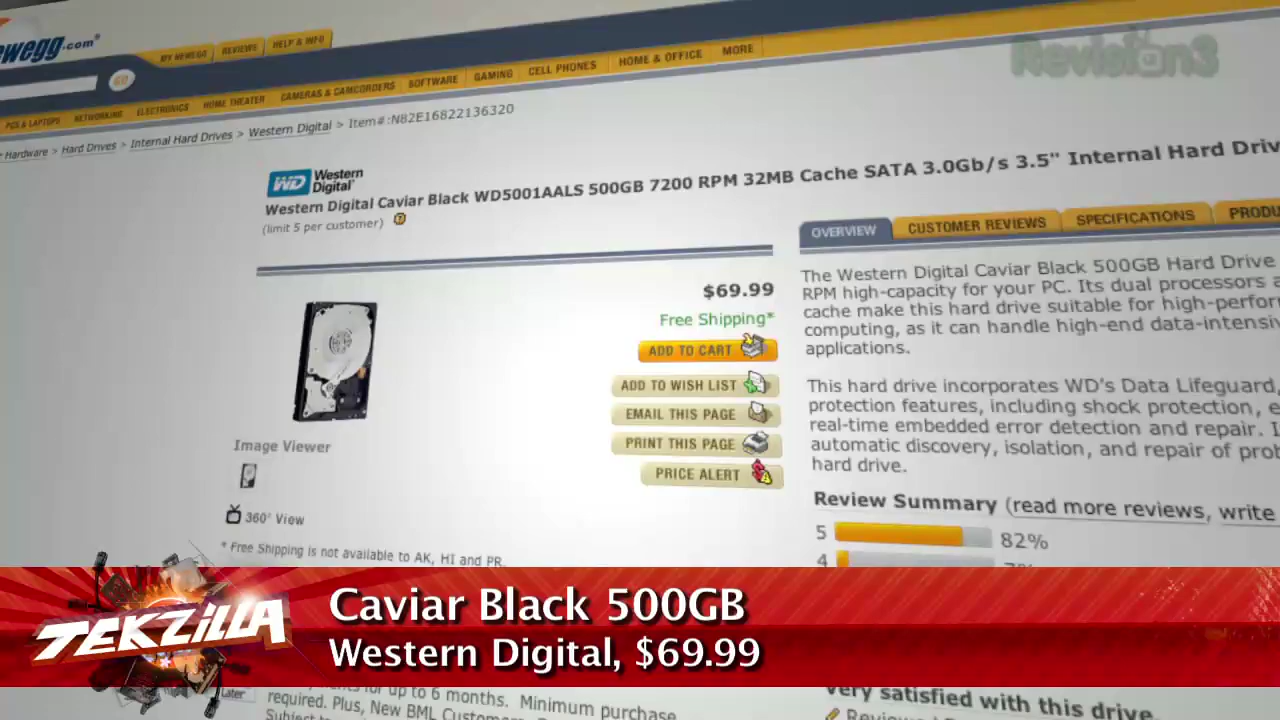 ewegg.com®
MY NEWEGG REVIEWS HELP & INFO
Revision3
GO
PCS & LAPTOPS NETWORKING ELECTRONICS HOME THEATER CAMERAS & CAMCORDERS SOFTWARE GAMING CELL PHONES HOME & OFFICE MORE
Hardware > Hard Drives > Internal Hard Drives > Western Digital > Item#:N82E16822136320
WD Western Digital®
Western Digital Caviar Black WD5001AALS 500GB 7200 RPM 32MB Cache SATA 3.0Gb/s 3.5" Internal Hard Driv
(limit 5 per customer) ?
OVERVIEW CUSTOMER REVIEWS SPECIFICATIONS PRODU
$69.99
Free Shipping*
ADD TO CART
ADD TO WISH LIST
EMAIL THIS PAGE
PRINT THIS PAGE
PRICE ALERT
Image Viewer
360° View
* Free Shipping is not available to AK, HI and PR.
The Western Digital Caviar Black 500GB Hard Drive
RPM high-capacity for your PC. Its dual processors a
cache make this hard drive suitable for high-perfor
computing, as it can handle high-end data-intensiv
applications.
This hard drive incorporates WD's Data Lifeguard,
protection features, including shock protection, e
real-time embedded error detection and repair. I
automatic discovery, isolation, and repair of prob
hard drive.
Review Summary (read more reviews, write
5 82%
4
TEKZILLA
Caviar Black 500GB
Western Digital, $69.99
Later
for up to 6 months. Minimum purchase
required. Plus, New BML Customers
Subject to
very satisfied with this drive